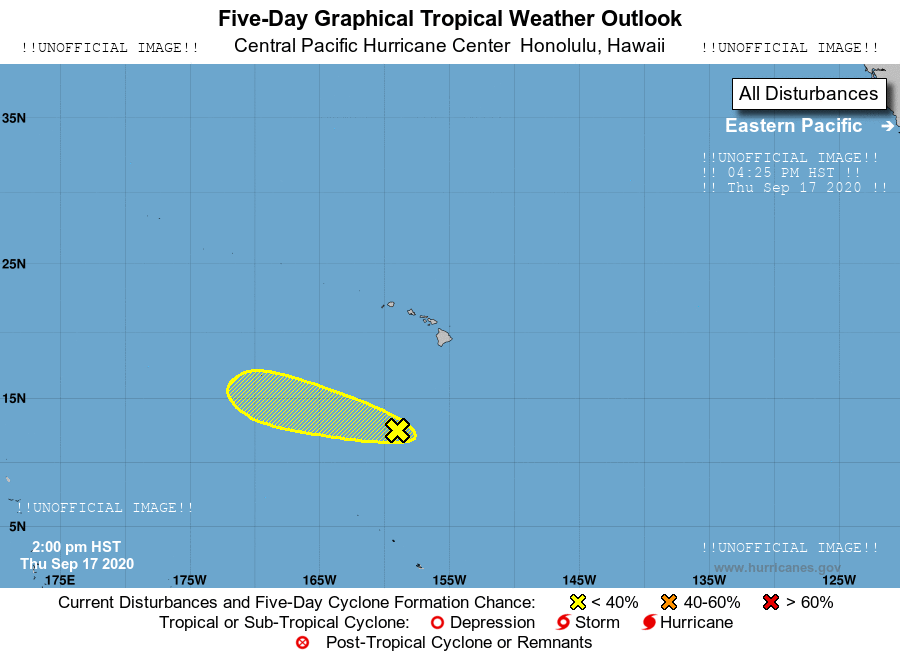 Five-Day Graphical Tropical Weather Outlook
!!UNOFFICIAL IMAGE!! Central Pacific Hurricane Center Honolulu, Hawaii !!UNOFFICIAL IMAGE!!
All Disturbances
35N
Eastern Pacific →
!!UNOFFICIAL IMAGE!!
!! 04:25 PM HST !!
!! Thu Sep 17 2020 !!
25N
15N
!!UNOFFICIAL IMAGE!!
5N
2:00 pm HST
Thu Sep 17 2020
!!UNOFFICIAL IMAGE!!
www.hurricanes.gov
175E 175W 165W 155W 145W 135W 125W
Current Disturbances and Five-Day Cyclone Formation Chance: < 40% 40-60% > 60%
Tropical or Sub-Tropical Cyclone: Depression Storm Hurricane
Post-Tropical Cyclone or Remnants